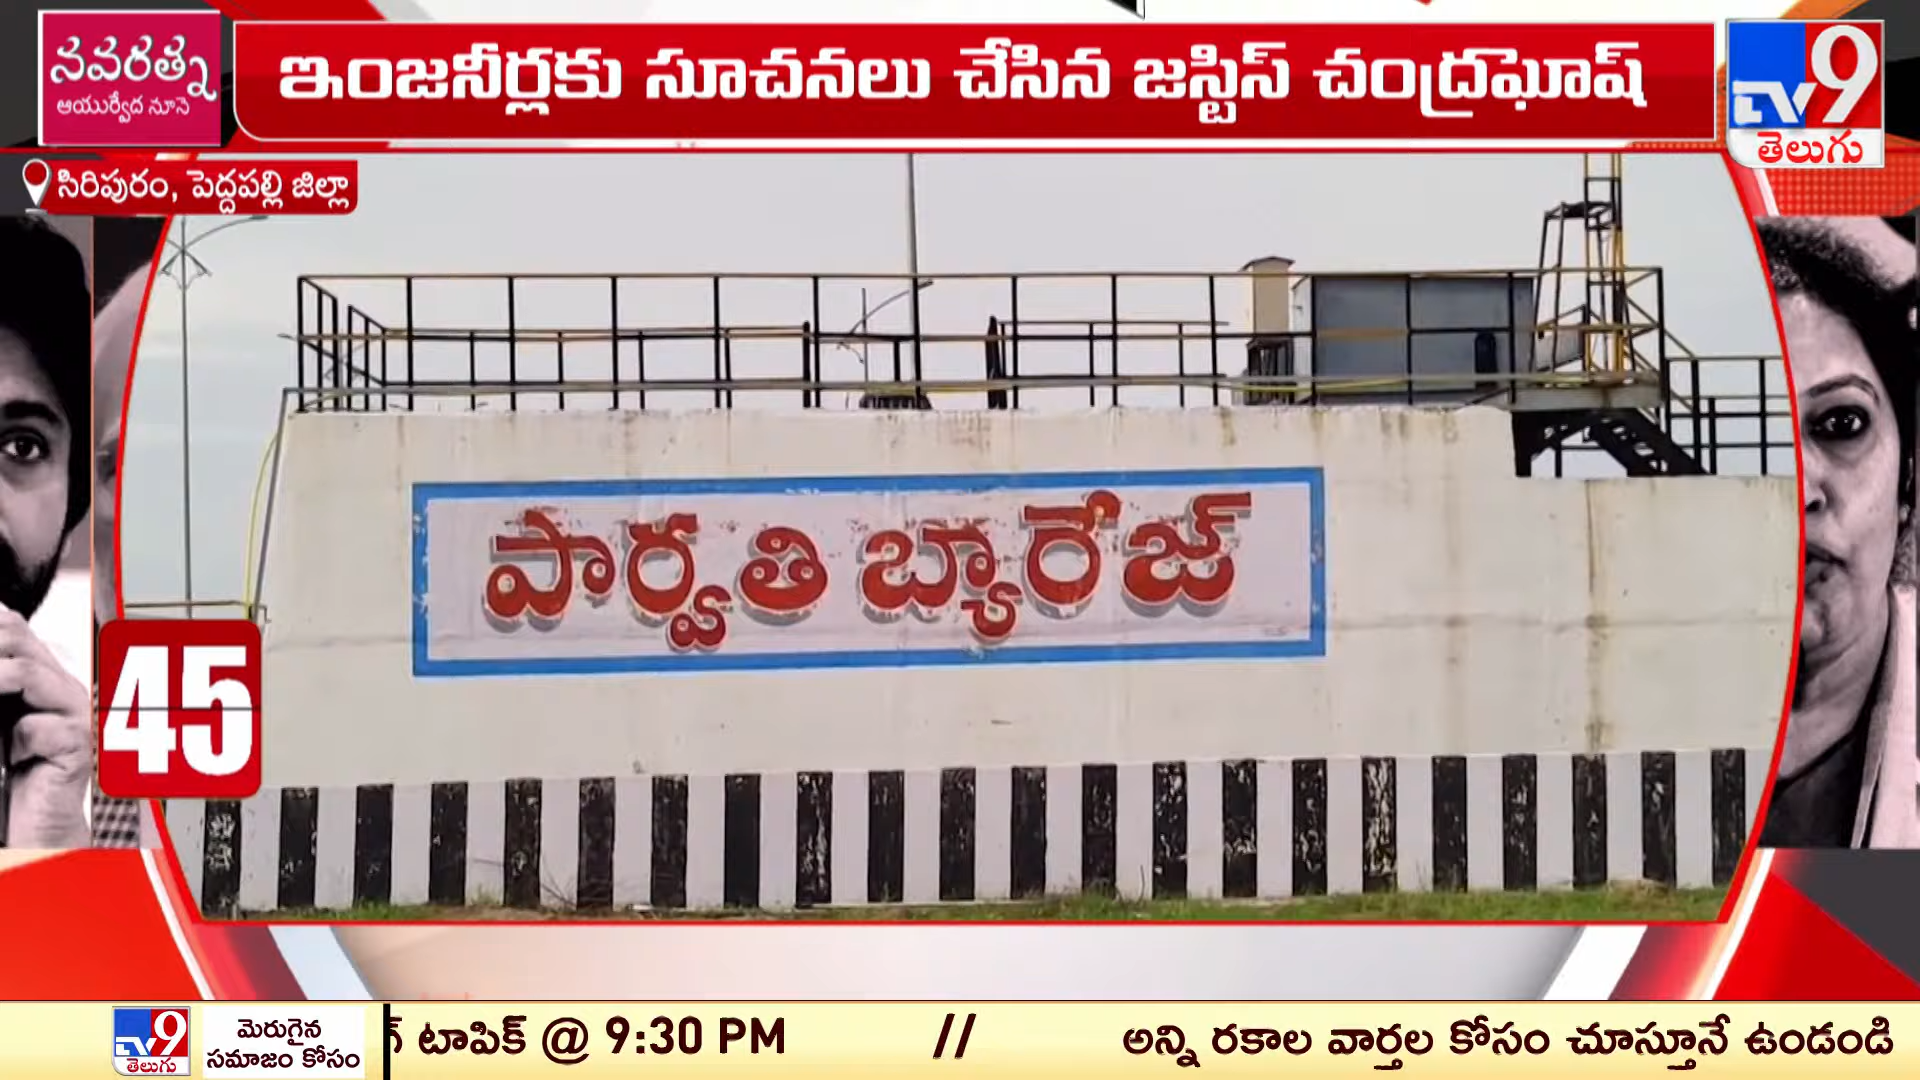 నవరత్న
ఆయుర్వేద నూనె
ఇంజనీర్లకు సూచనలు చేసిన జస్టిస్ చంద్రఘోష్
TV9
తెలుగు
సిరిపురం, పెద్దపల్లి జిల్లా
పార్వతి బ్యారేజ్
45
TV9
తెలుగు
మెరుగైన
సమాజం కోసం
టాపిక్ @ 9:30 PM // అన్ని రకాల వార్తల కోసం చూస్తూనే ఉండండి